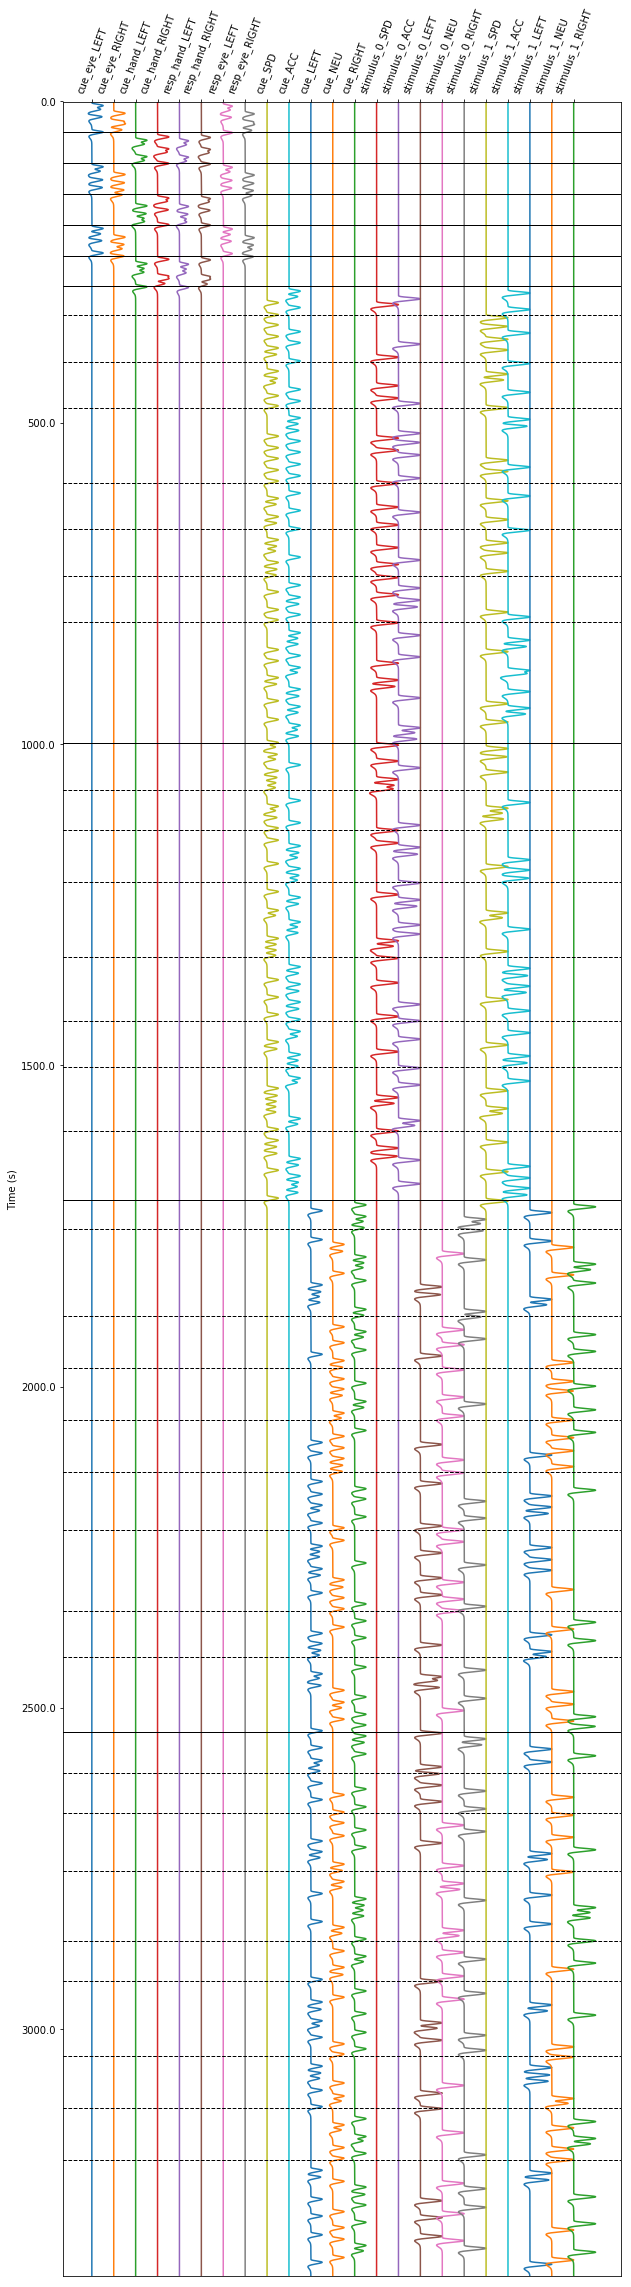 cue_eye_LEFT
cue_eye_RIGHT
cue_hand_LEFT
cue_hand_RIGHT
resp_hand_LEFT
resp_hand_RIGHT
resp_eye_LEFT
resp_eye_RIGHT
cue_SPD
cue_ACC
cue_LEFT
cue_NEU
cue_RIGHT
stimulus_0_SPD
stimulus_0_ACC
stimulus_0_LEFT
stimulus_0_NEU
stimulus_0_RIGHT
stimulus_1_SPD
stimulus_1_ACC
stimulus_1_LEFT
stimulus_1_NEU
stimulus_1_RIGHT
0.0
500.0
1000.0
Time (s)
1500.0
2000.0
2500.0
3000.0